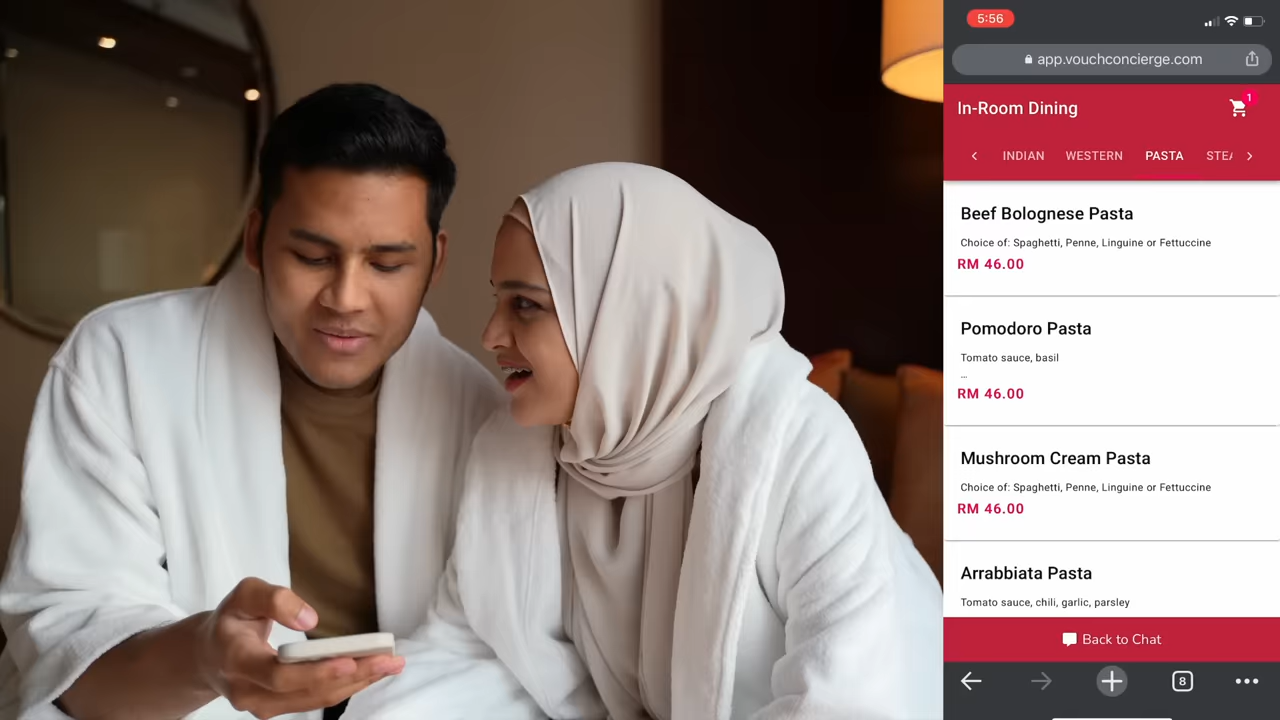 5:56
app.vouchconcierge.com
In-Room Dining
1
INDIAN WESTERN PASTA STEA
Beef Bolognese Pasta
Choice of: Spaghetti, Penne, Linguine or Fettuccine
RM 46.00
Pomodoro Pasta
Tomato sauce, basil
...
RM 46.00
Mushroom Cream Pasta
Choice of: Spaghetti, Penne, Linguine or Fettuccine
RM 46.00
Arrabbiata Pasta
Tomato sauce, chili, garlic, parsley
Back to Chat
8